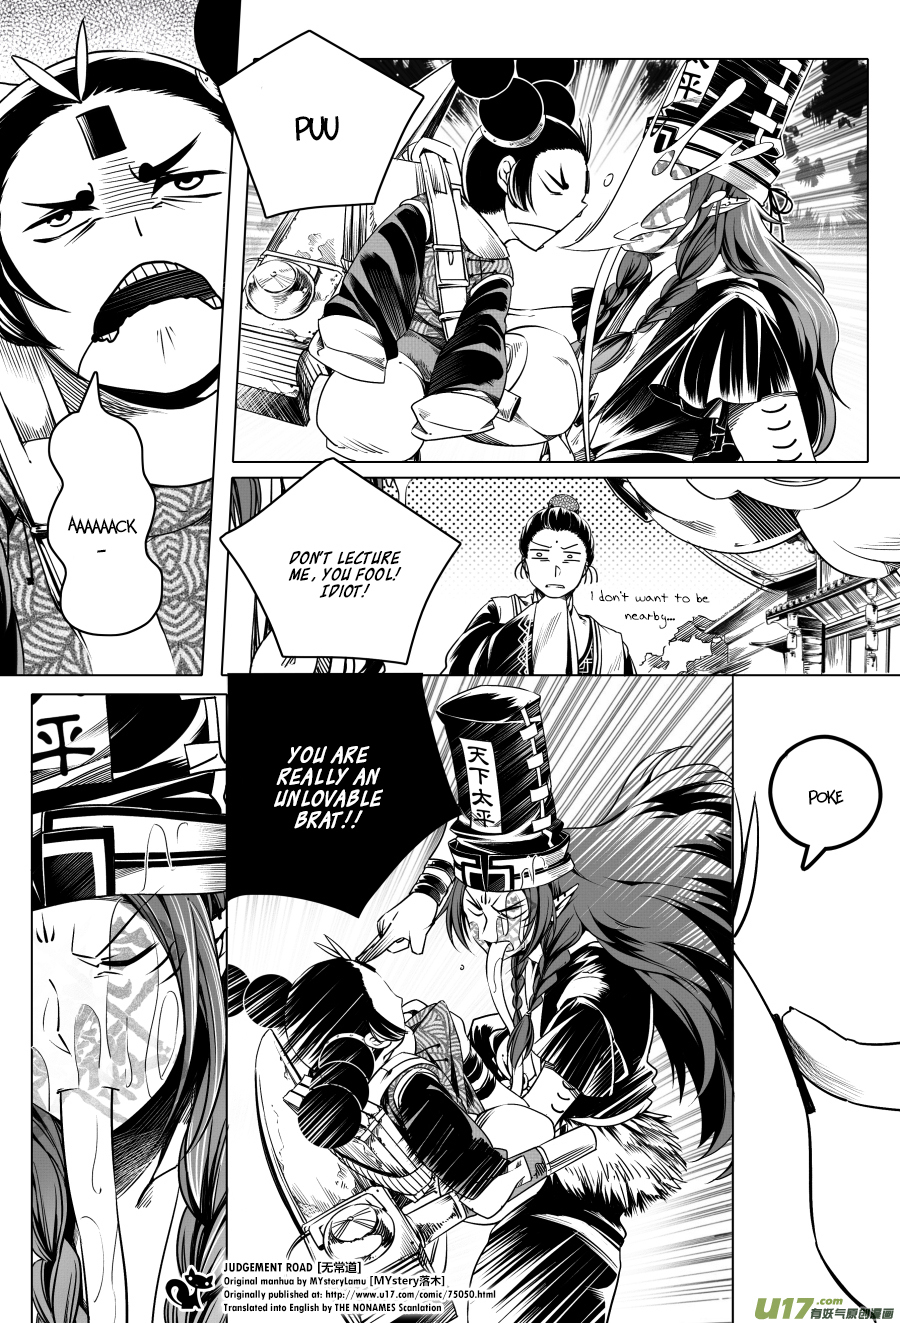 PUU
太
平
AAAAAACK
-
DON'T LECTURE
ME, YOU FOOL!
IDIOT!
I don't want to be
nearby...
平
YOU ARE
REALLY AN
UNLOVABLE
BRAT!!
天
下
太
平
POKE
JUDGEMENT ROAD [无常道]
Original manhua by MYsteryLamu [MYstery落木]
Originally published at: http://www.u17.com/comic/75050.html
Translated into English by THE NONAMES Scanlation
U17.com
有妖气原创漫画